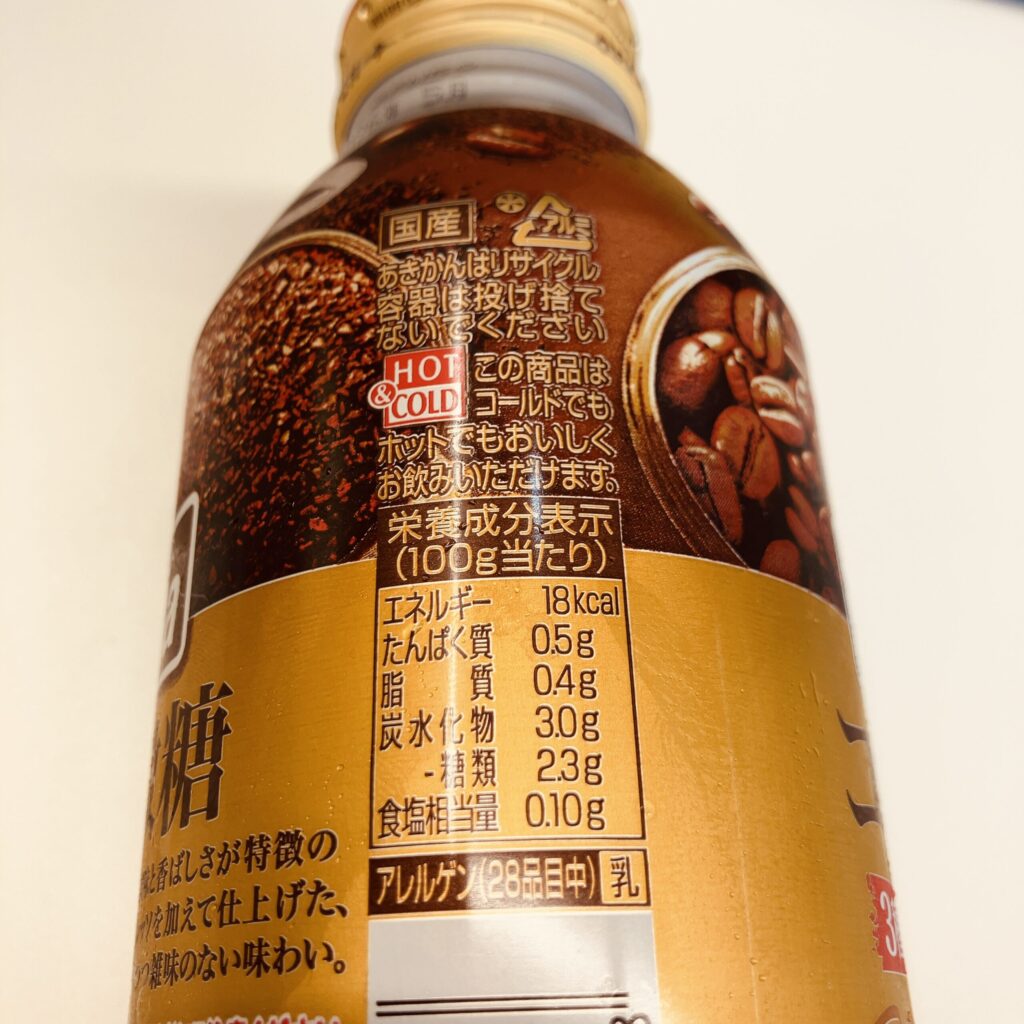 国産
アルミ
あきかんはリサイクル
容器は投げ捨て
ないでください
HOT
&COLD
この商品は
コールドでも
ホットでもおいしく
お飲みいただけます。
栄養成分表示
(100g当たり)
エネルギー 18kcal
たんぱく質 0.5g
脂質 0.4g
炭水化物 3.0g
-糖類 2.3g
食塩相当量 0.10g
アレルゲン(28品目中) 乳
糖
と香ばしさが特徴の
を加えて仕上げた、
つ雑味のない味わい。